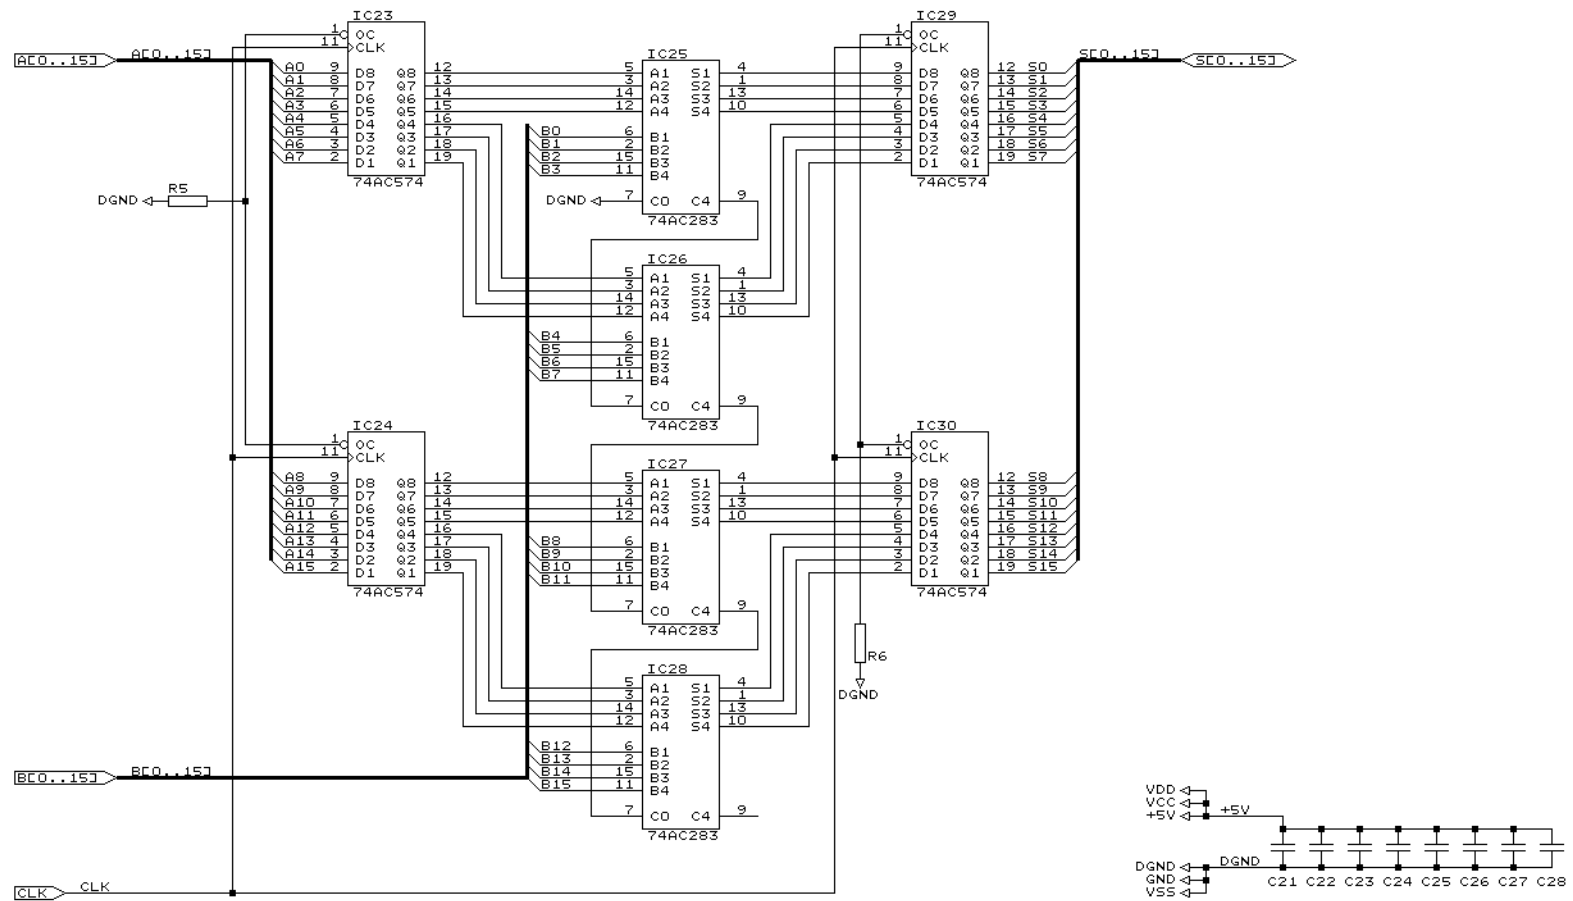 IC23
1 OC
11 CLK
A[0..15] A[0..15]
A0 9 D8 Q8 12
A1 8 D7 Q7 13
A2 7 D6 Q6 14
A3 6 D5 Q5 15
A4 5 D4 Q4 16
A5 4 D3 Q3 17
A6 3 D2 Q2 18
A7 2 D1 Q1 19
74AC574
R5
DGND
IC25
5 A1 S1 4
3 A2 S2 1
14 A3 S3 13
12 A4 S4 10
B0 6 B1
B1 2 B2
B2 15 B3
B3 11 B4
DGND 7 C0 C4 9
74AC283
IC29
1 OC
11 CLK
S[0..15] S[0..15]
9 D8 Q8 12 S0
8 D7 Q7 13 S1
7 D6 Q6 14 S2
6 D5 Q5 15 S3
5 D4 Q4 16 S4
4 D3 Q3 17 S5
3 D2 Q2 18 S6
2 D1 Q1 19 S7
74AC574
IC26
5 A1 S1 4
3 A2 S2 1
14 A3 S3 13
12 A4 S4 10
B4 6 B1
B5 2 B2
B6 15 B3
B7 11 B4
7 C0 C4 9
74AC283
IC24
1 OC
11 CLK
A8 9 D8 Q8 12
A9 8 D7 Q7 13
A10 7 D6 Q6 14
A11 6 D5 Q5 15
A12 5 D4 Q4 16
A13 4 D3 Q3 17
A14 3 D2 Q2 18
A15 2 D1 Q1 19
74AC574
IC27
5 A1 S1 4
3 A2 S2 1
14 A3 S3 13
12 A4 S4 10
B8 6 B1
B9 2 B2
B10 15 B3
B11 11 B4
7 C0 C4 9
74AC283
IC30
1 OC
11 CLK
9 D8 Q8 12 S8
8 D7 Q7 13 S9
7 D6 Q6 14 S10
6 D5 Q5 15 S11
5 D4 Q4 16 S12
4 D3 Q3 17 S13
3 D2 Q2 18 S14
2 D1 Q1 19 S15
74AC574
R6
DGND
IC28
5 A1 S1 4
3 A2 S2 1
14 A3 S3 13
12 A4 S4 10
B12 6 B1
B13 2 B2
B14 15 B3
B15 11 B4
7 C0 C4 9
74AC283
B[0..15] B[0..15]
CLK CLK
VDD
VCC
+5V +5V
DGND DGND
GND
VSS
C21 C22 C23 C24 C25 C26 C27 C28